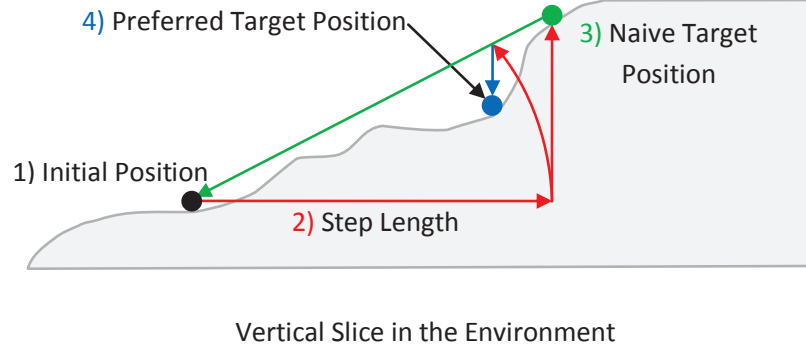 4) Preferred Target Position
3) Naive Target
Position
1) Initial Position
2) Step Length
Vertical Slice in the Environment